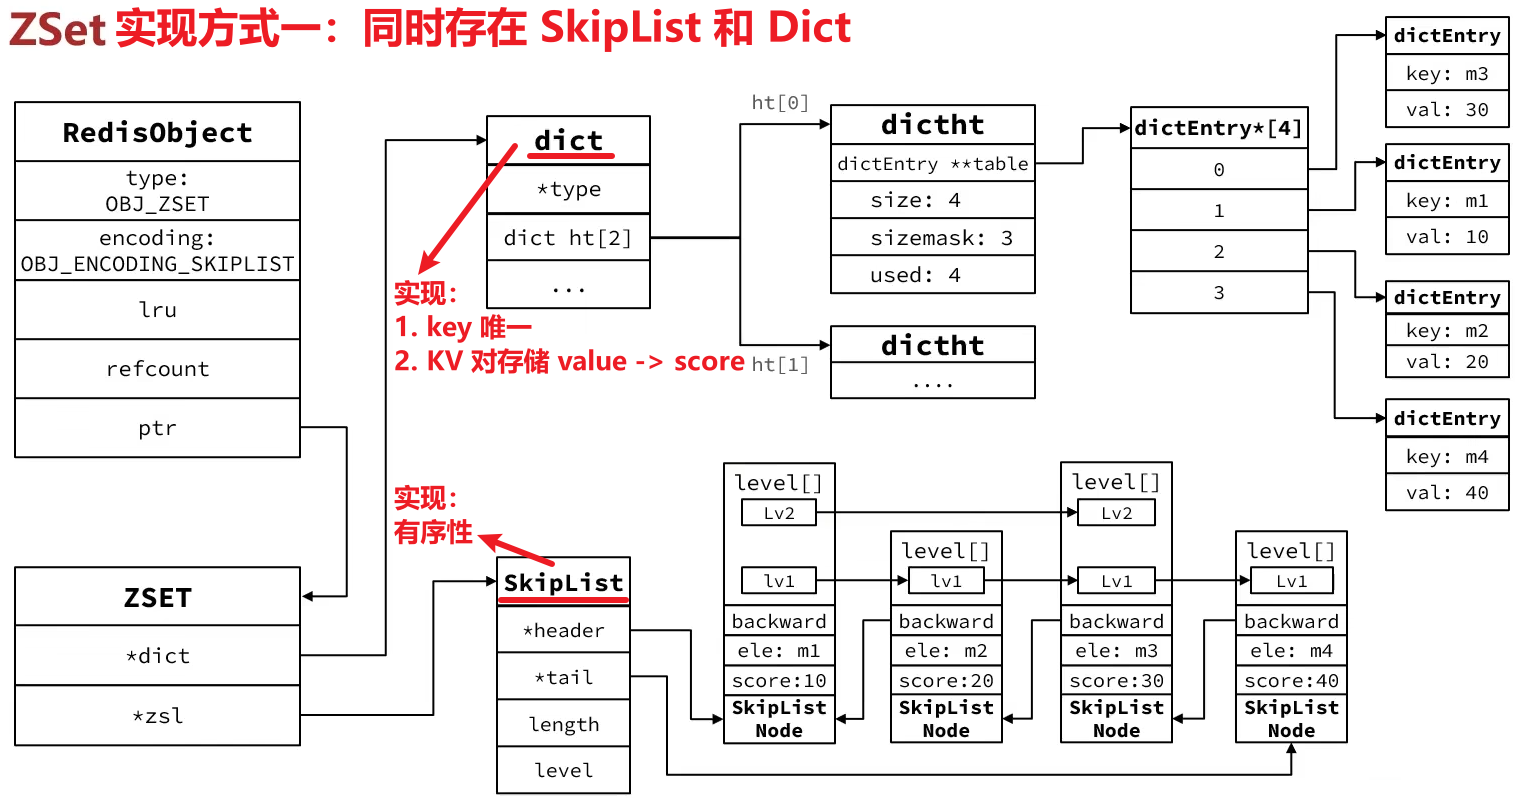 ZSet 实现方式一：同时存在 SkipList 和 Dict
RedisObject
type:
OBJ_ZSET
encoding:
OBJ_ENCODING_SKIPLIST
lru
refcount
ptr
ZSET
*dict
*zsl
dict
*type
dict ht[2]
...
实现：
1. key 唯一
2. KV 对存储 value -> score
ht[0]
dictht
dictEntry **table
size: 4
sizemask: 3
used: 4
ht[1]
dictht
....
dictEntry*[4]
0
1
2
3
dictEntry
key: m3
val: 30
dictEntry
key: m1
val: 10
dictEntry
key: m2
val: 20
dictEntry
key: m4
val: 40
实现：
有序性
SkipList
*header
*tail
length
level
level[]
Lv2
lv1
backward
ele: m1
score:10
SkipList
Node
level[]
lv1
backward
ele: m2
score:20
SkipList
Node
level[]
Lv2
Lv1
backward
ele: m3
score:30
SkipList
Node
level[]
Lv1
backward
ele: m4
score:40
SkipList
Node